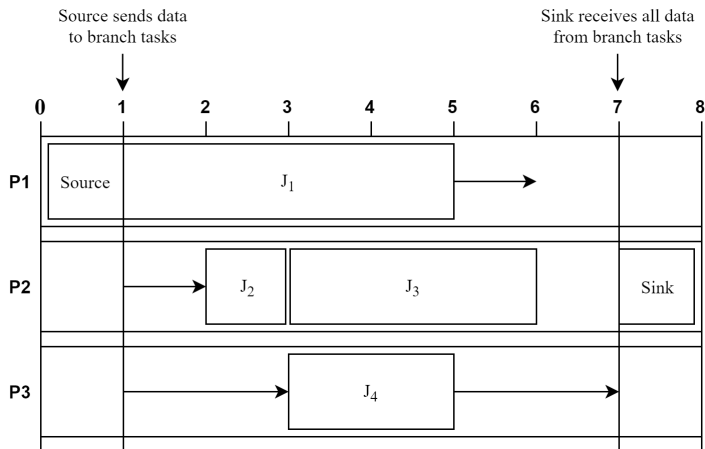 Source sends data
to branch tasks
Sink receives all data
from branch tasks
0 1 2 3 4 5 6 7 8
P1 Source J₁
P2 J₂ J₃ Sink
P3 J₄